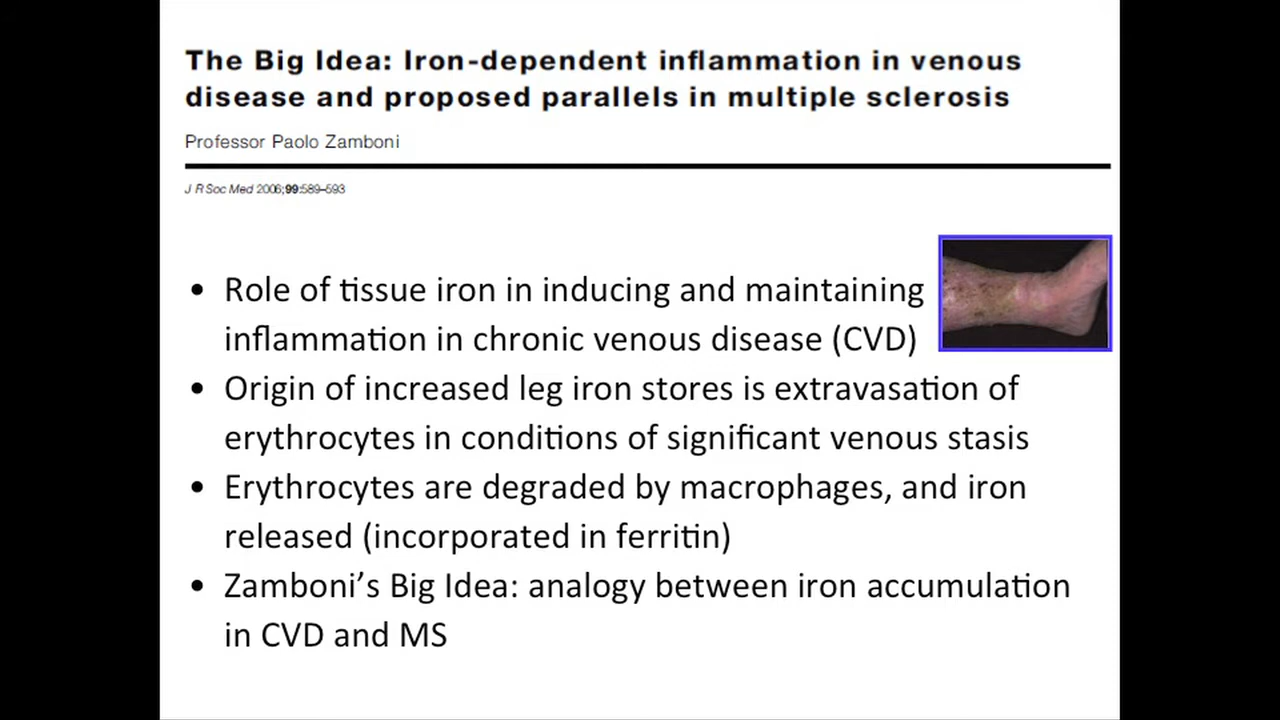 The Big Idea: Iron-dependent inflammation in venous
disease and proposed parallels in multiple sclerosis
Professor Paolo Zamboni
J R Soc Med 2006;99:589–593
• Role of tissue iron in inducing and maintaining
inflammation in chronic venous disease (CVD)
• Origin of increased leg iron stores is extravasation of
erythrocytes in conditions of significant venous stasis
• Erythrocytes are degraded by macrophages, and iron
released (incorporated in ferritin)
• Zamboni’s Big Idea: analogy between iron accumulation
in CVD and MS